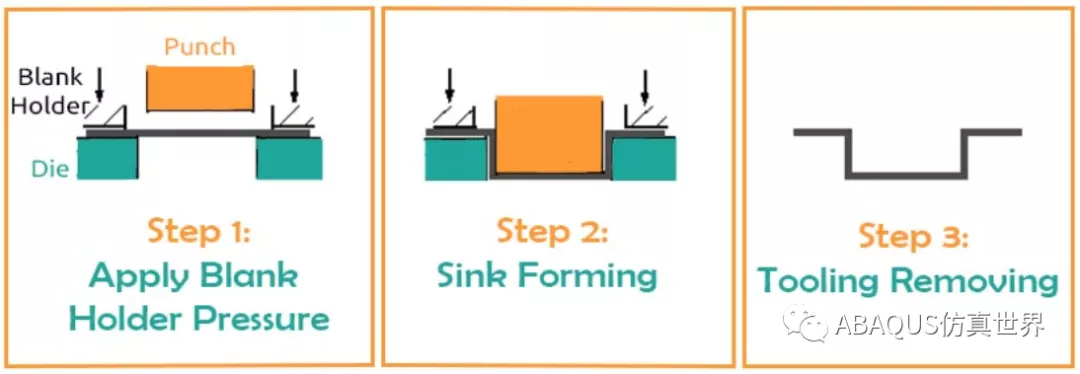 Punch
Blank
Holder
Die
Step 1:
Apply Blank
Holder Pressure
Step 2:
Sink Forming
Step 3:
Tooling Removing
ABAQUS仿真世界